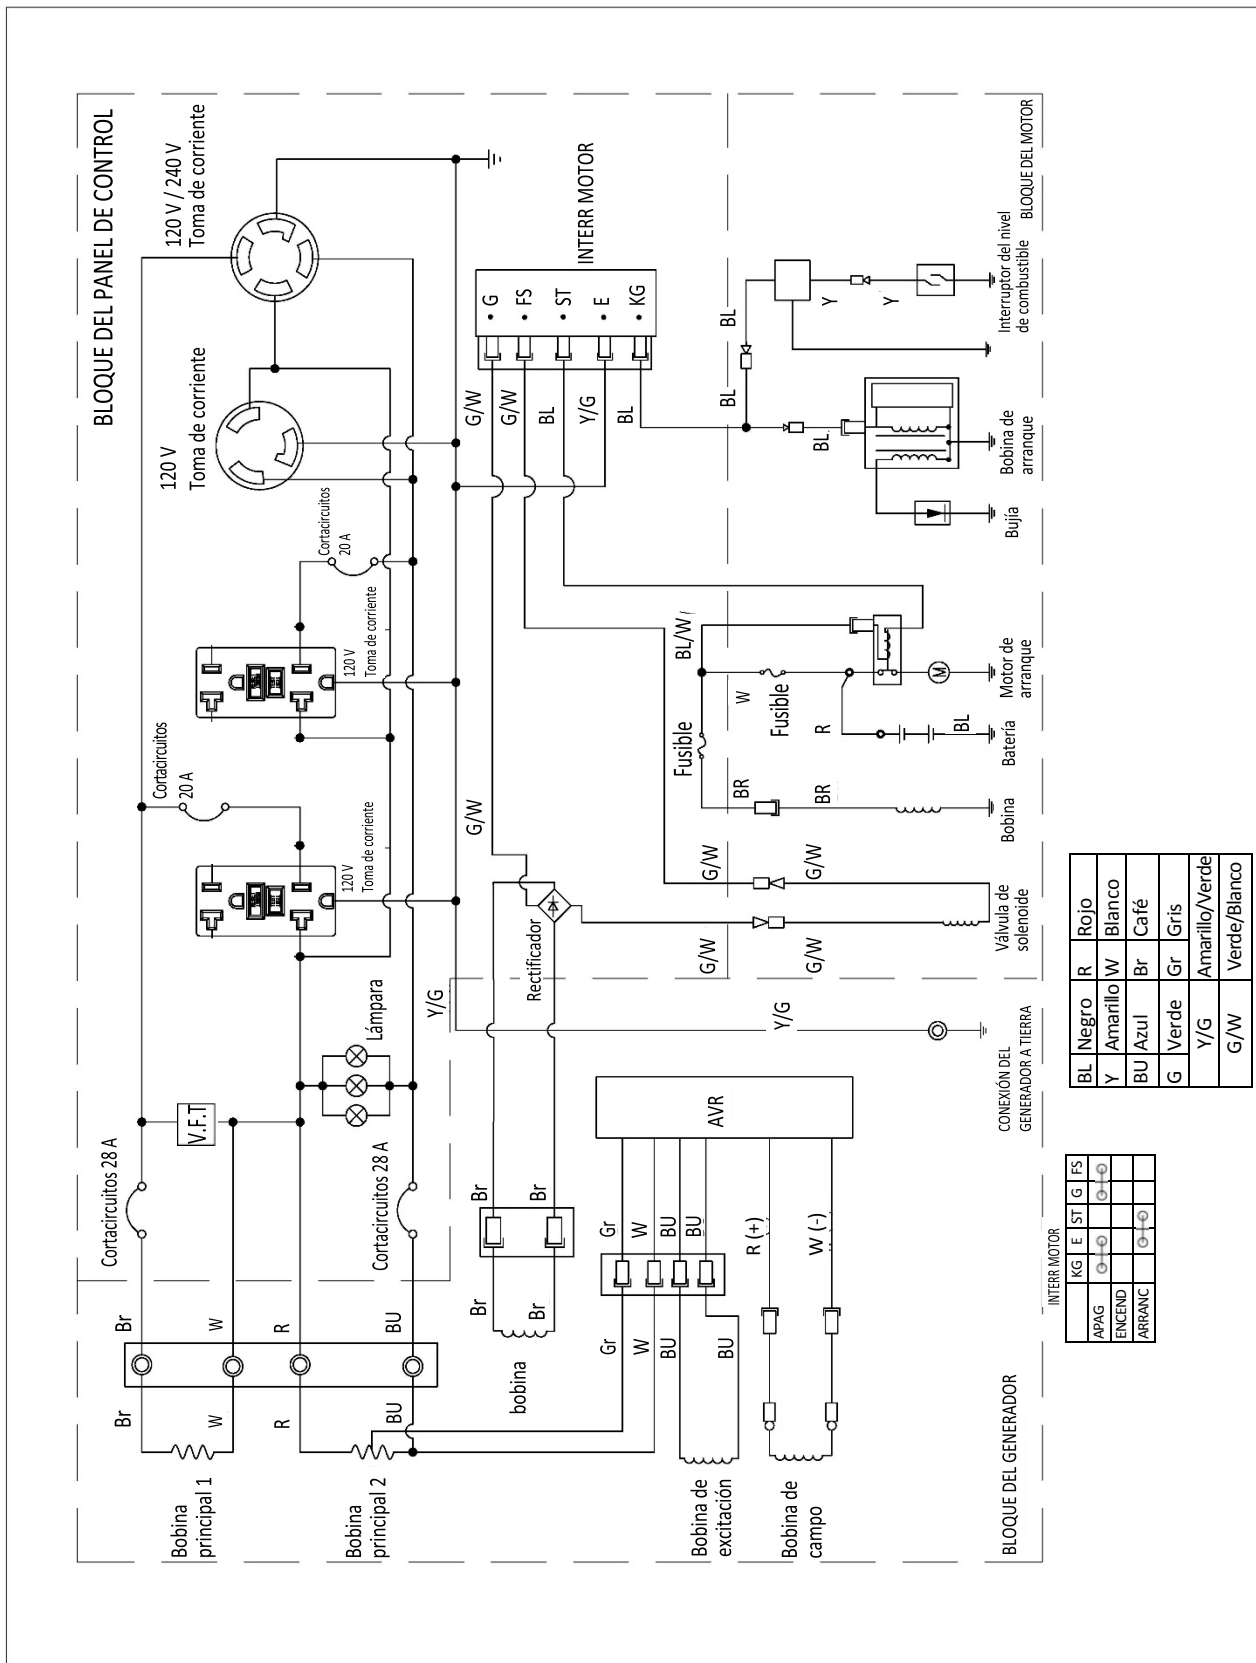 BLOQUE DEL PANEL DE CONTROL
120 V / 240 V
Toma de corriente
120 V
Toma de corriente
Cortacircuitos
20 A
120 V
Toma de corriente
Cortacircuitos
20 A
120 V
Toma de corriente
Lámpara
V.F.T
Cortacircuitos 28 A
Cortacircuitos 28 A
Br
W
R
BU
Br
W
R
BU
Bobina
principal 1
Bobina
principal 2
INTERR MOTOR
G
FS
ST
E
KG
G/W
G/W
BL
Y/G
BL
G/W
Rectificador
Y/G
Br
Br
Br
Br
bobina
AVR
Gr
W
BU
BU
R (+)
W (-)
Gr
W
BU
BU
Bobina de
excitación
Bobina de
campo
BLOQUE DEL GENERADOR
Y/G
CONEXIÓN DEL
GENERADOR A TIERRA
BLOQUE DEL MOTOR
BL
BL
BL
Y
Y
Interruptor del nivel
de combustible
Bobina de
arranque
Bujía
BL/W
W
Fusible
Fusible
R
M
Motor de
arranque
BL
Batería
BR
BR
Bobina
G/W
G/W
G/W
G/W
Válvula de
solenoide
INTERR MOTOR
KG E ST G FS
APAG
ENCEND
ARRANC
BL Negro R Rojo
Y Amarillo W Blanco
BU Azul Br Café
G Verde Gr Gris
Y/G Amarillo/Verde
G/W Verde/Blanco